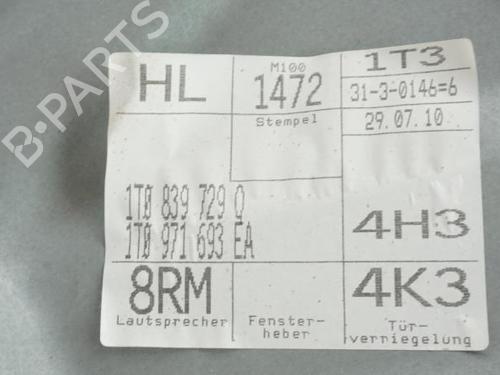 B-PARTS
HL
M100
1472
Stempel
1T3
31-3-0146=6
29.07.10
1T0 839 729 Q
1T0 971 693 EA
4H3
8RM
Lautsprecher
Fenster-
heber
4K3
Tür-
verriegelung